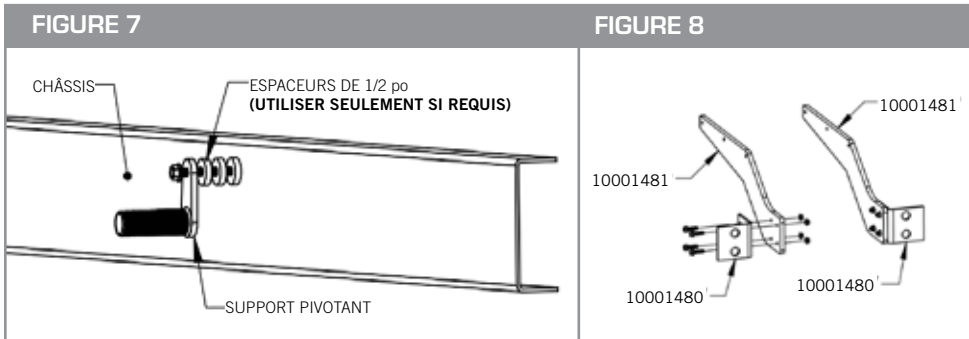 FIGURE 7
CHÂSSIS
ESPACEURS DE 1/2 po
(UTILISER SEULEMENT SI REQUIS)
SUPPORT PIVOTANT
FIGURE 8
10001481
10001481
10001480
10001480